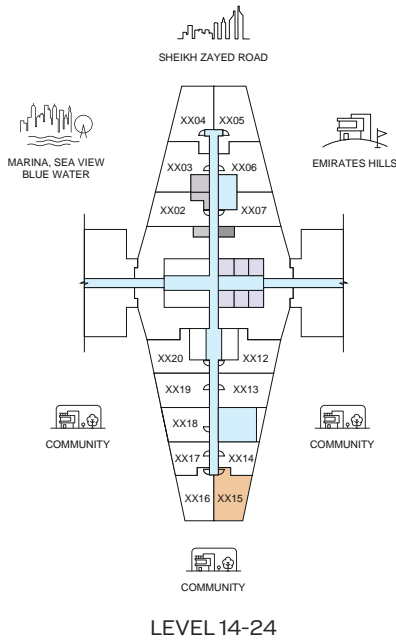 SHEIKH ZAYED ROAD
MARINA, SEA VIEW
BLUE WATER
EMIRATES HILLS
XX04 XX05
XX03 XX06
XX02 XX07
XX20 XX12
XX19 XX13
XX18
XX17 XX14
XX16 XX15
COMMUNITY
COMMUNITY
COMMUNITY
LEVEL 14-24